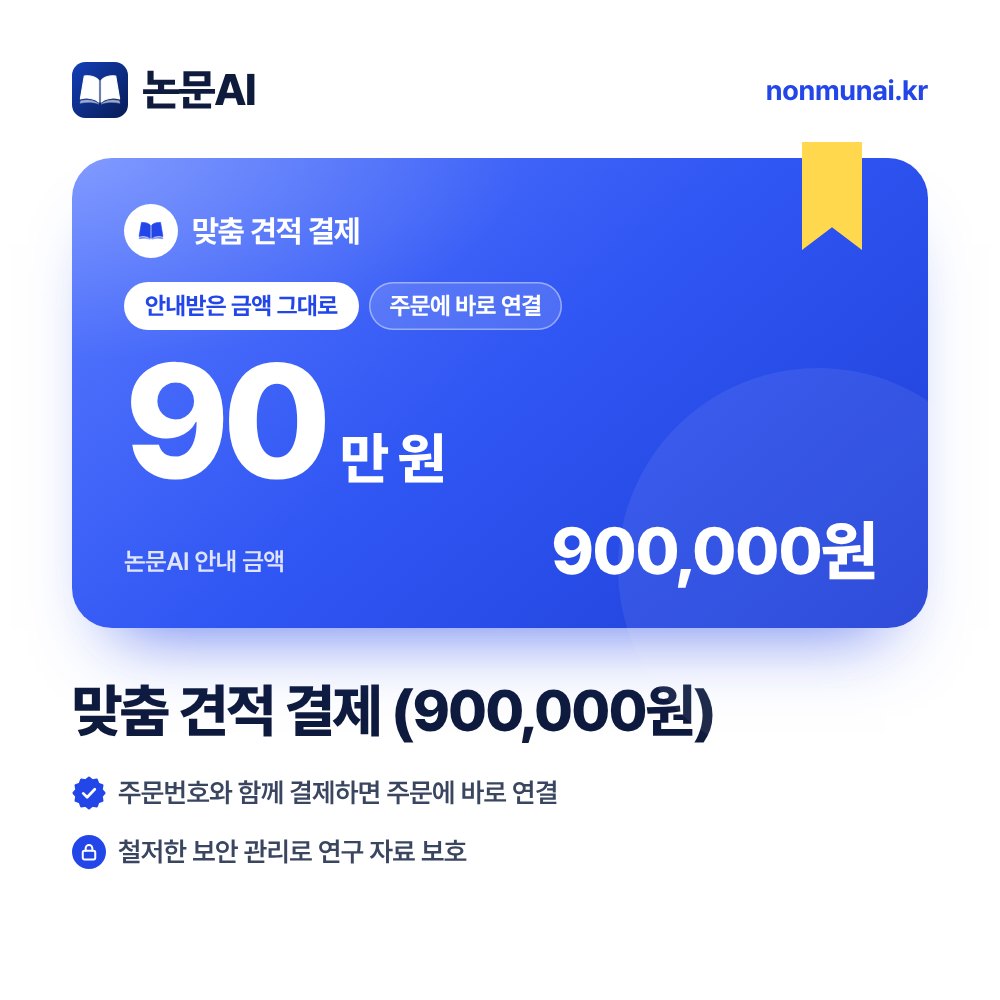 논문AI
nonmunai.kr
맞춤 견적 결제
안내받은 금액 그대로
주문에 바로 연결
90만 원
논문AI 안내 금액
900,000원
맞춤 견적 결제 (900,000원)
주문번호와 함께 결제하면 주문에 바로 연결
철저한 보안 관리로 연구 자료 보호